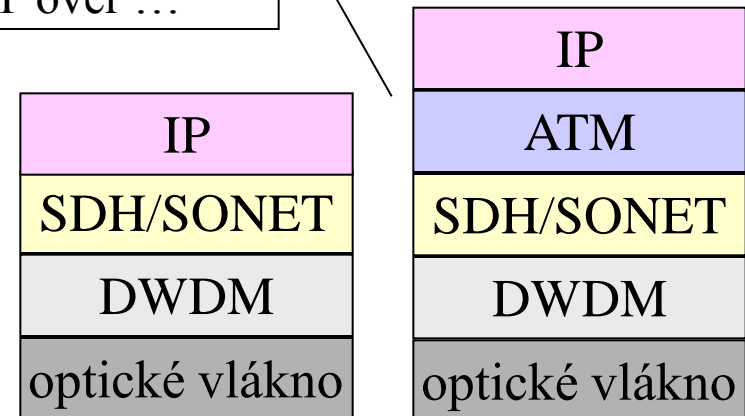 over ...
IP
SDH/SONET
DWDM
optické vlákno
IP
ATM
SDH/SONET
DWDM
optické vlákno